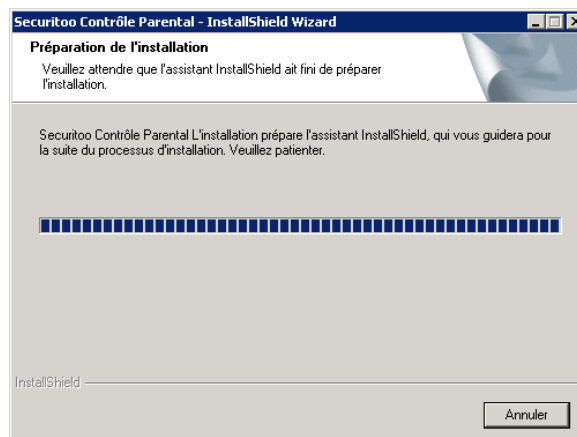 Securitoo Contrôle Parental - InstallShield Wizard
Préparation de l'installation
Veuillez attendre que l'assistant InstallShield ait fini de préparer
l'installation.
Securitoo Contrôle Parental L'installation prépare l'assistant InstallShield, qui vous guidera pour
la suite du processus d'installation. Veuillez patienter.
InstallShield
Annuler